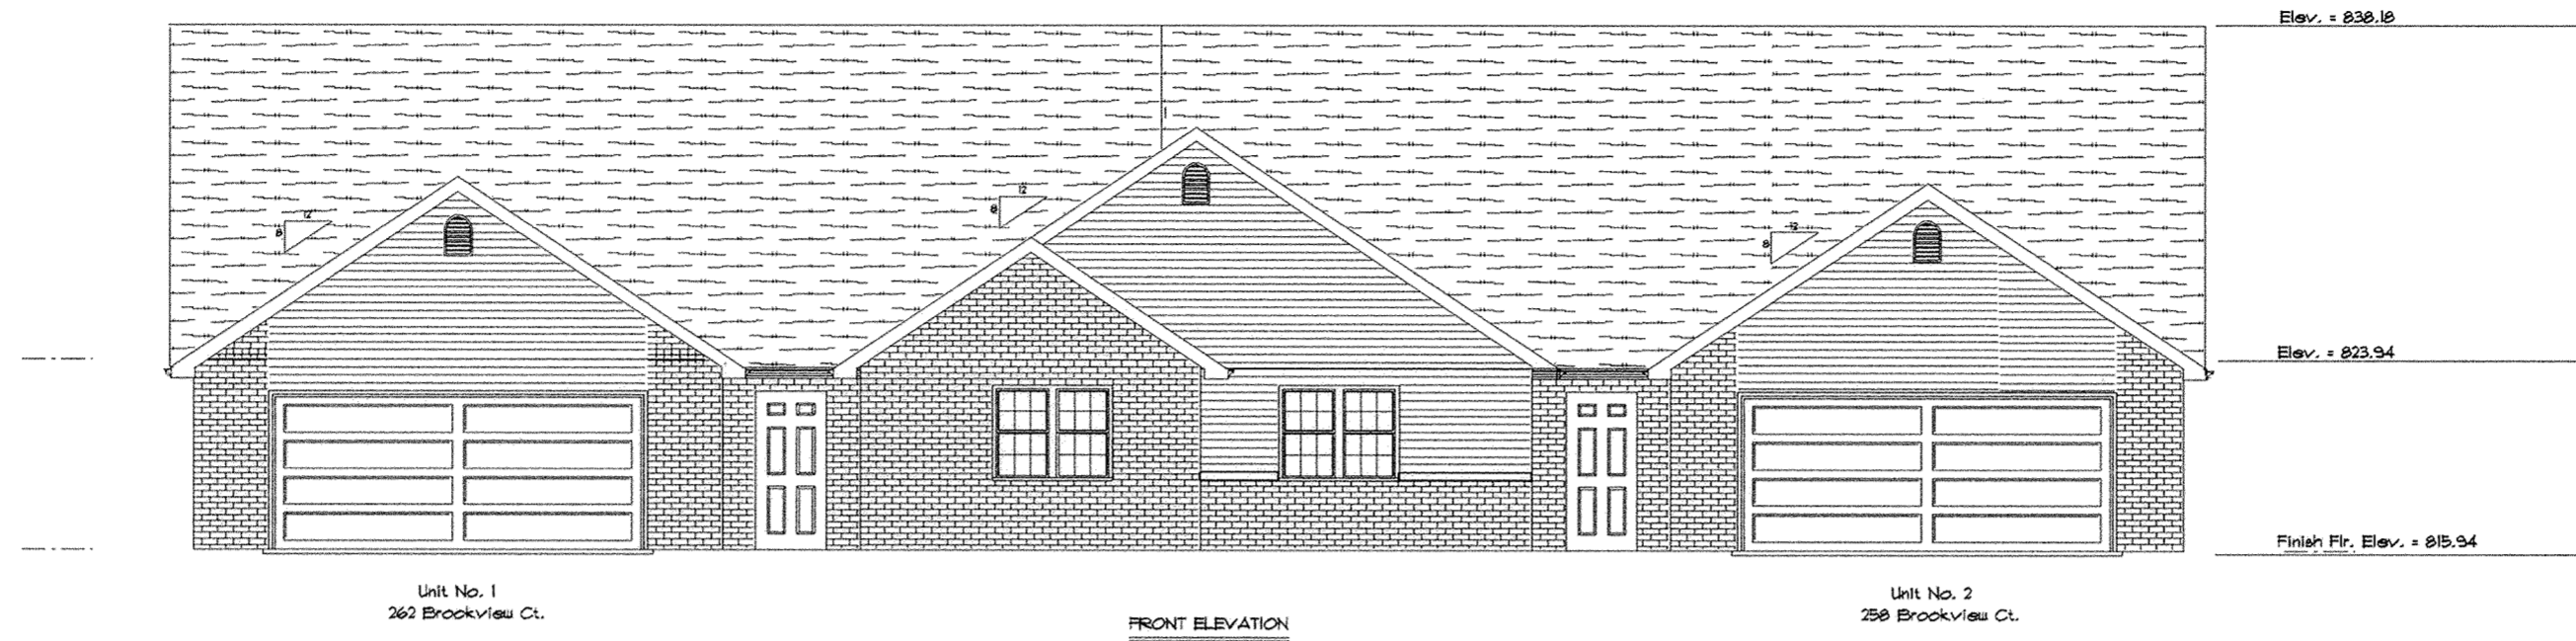 Elev. = 838.18
12
8
12
8
12
8
Elev. = 823.94
Finish Flr. Elev. = 815.94
Unit No. 1
262 Brookview Ct.
Unit No. 2
258 Brookview Ct.
FRONT ELEVATION